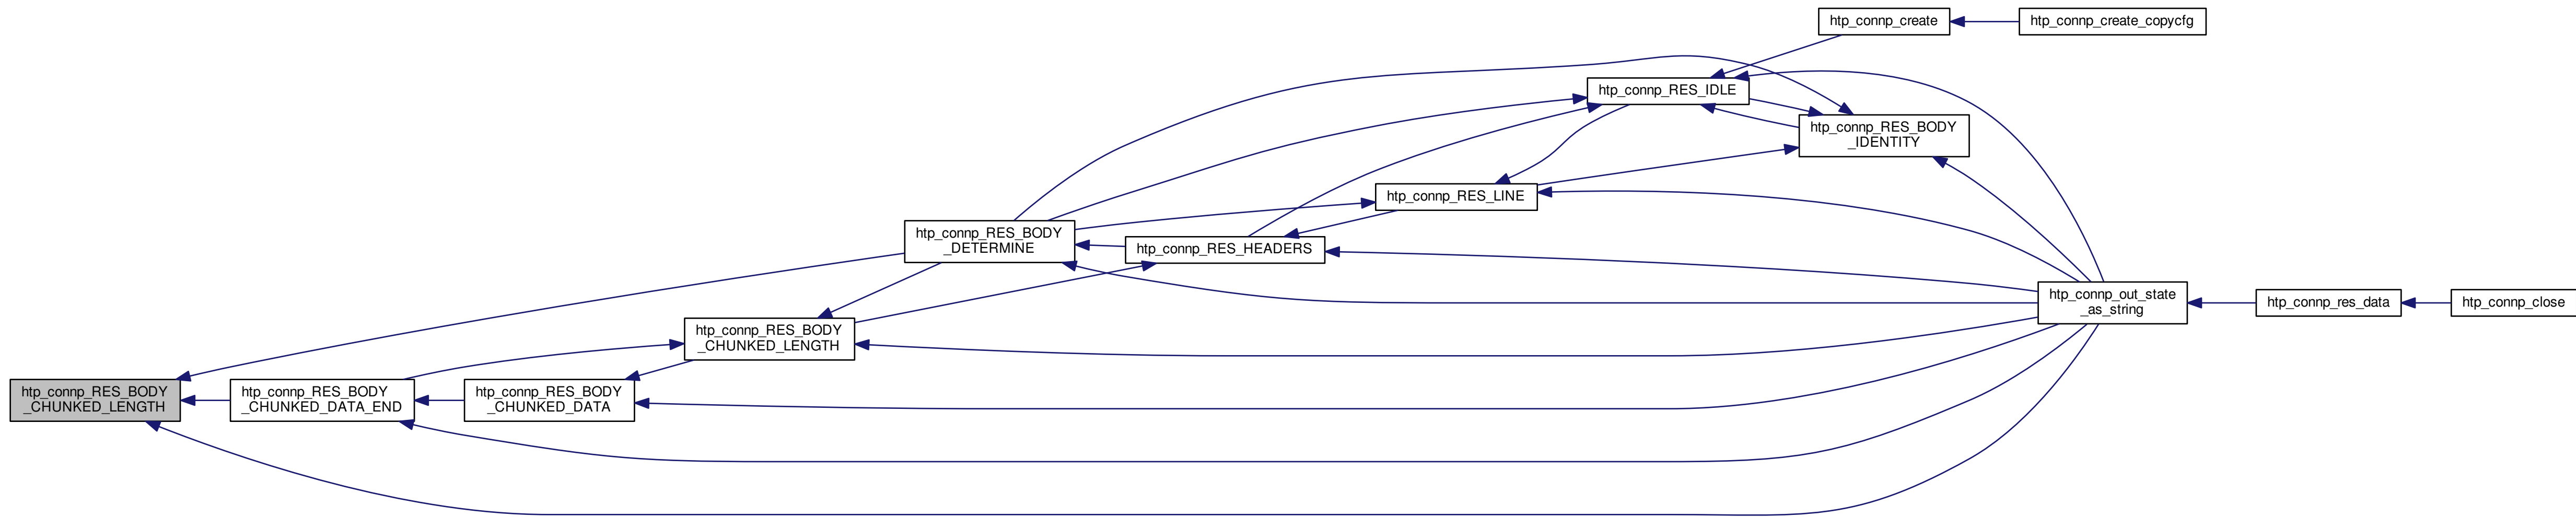 htp_connp_create
htp_connp_create_copycfg
htp_connp_RES_IDLE
htp_connp_RES_BODY
_IDENTITY
htp_connp_RES_LINE
htp_connp_RES_BODY
_DETERMINE
htp_connp_RES_HEADERS
htp_connp_out_state
_as_string
htp_connp_res_data
htp_connp_close
htp_connp_RES_BODY
_CHUNKED_LENGTH
htp_connp_RES_BODY
_CHUNKED_LENGTH
htp_connp_RES_BODY
_CHUNKED_DATA_END
htp_connp_RES_BODY
_CHUNKED_DATA